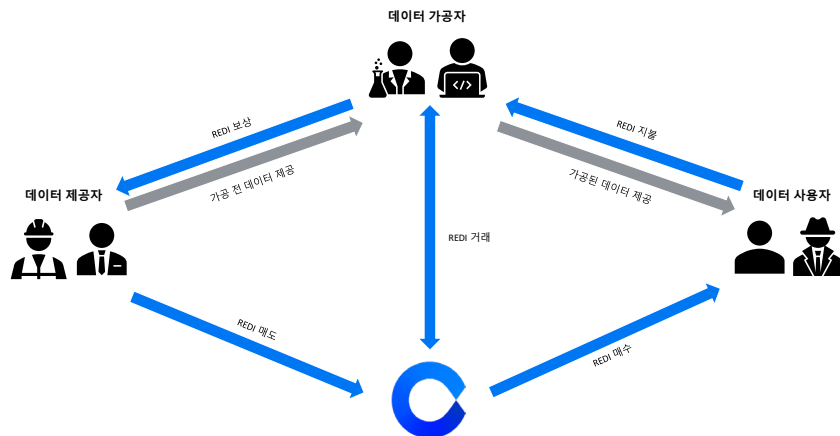 데이터 가공자
REDI 보상
가공 전 데이터 제공
REDI 지불
가공된 데이터 제공
데이터 제공자
데이터 사용자
</>
REDI 거래
REDI 매도
REDI 매수